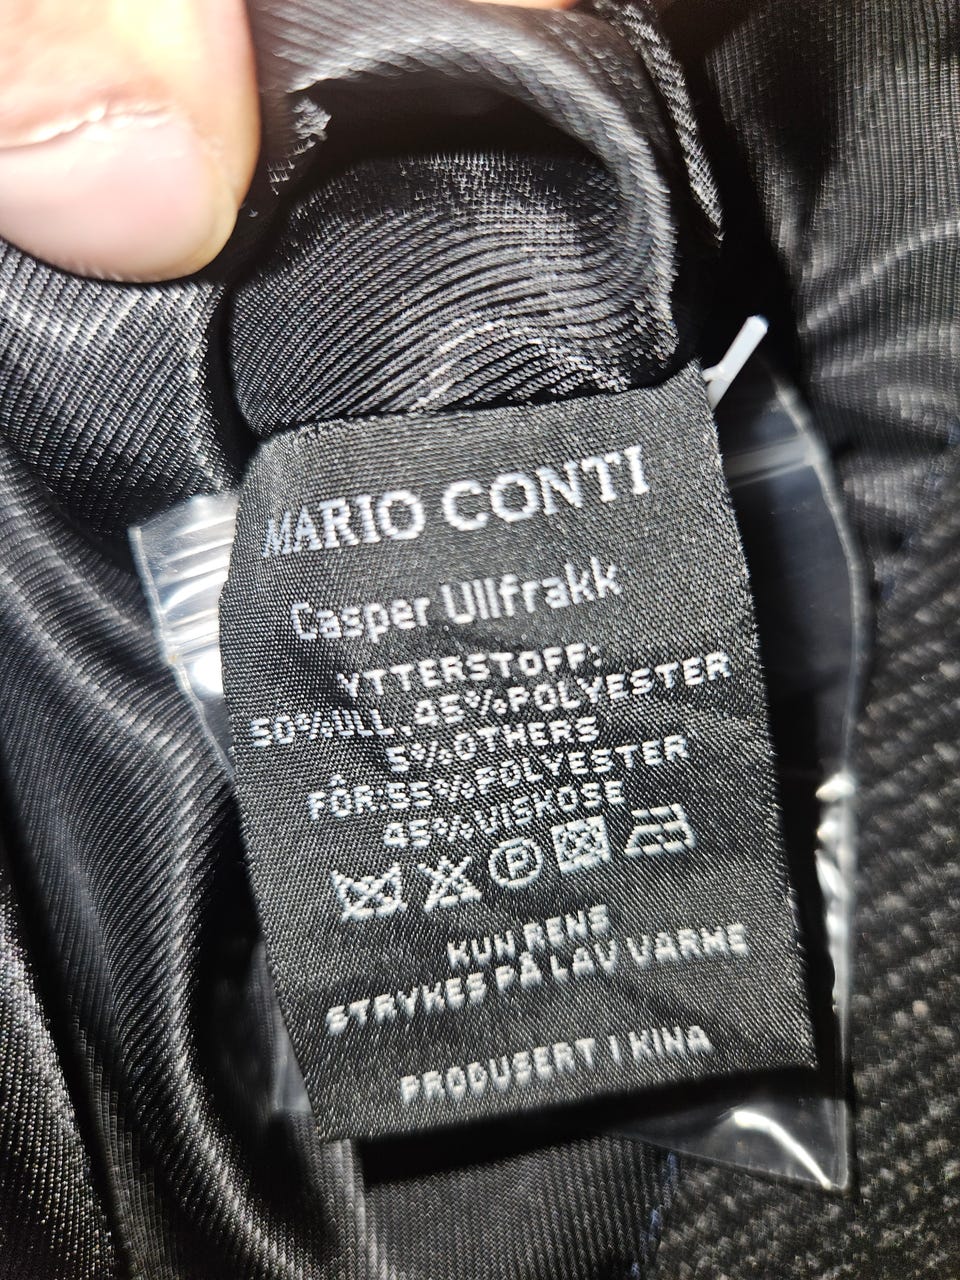 MARIO CONTI
Casper Ullfrakk
YTTERSTOFF:
50%ULL, 45%POLYESTER
5%OTHERS
FÔR:55%POLYESTER
45%VISKOSE
P
KUN RENS
STRYKES PÅ LAV VARME
PRODUSERT I KINA